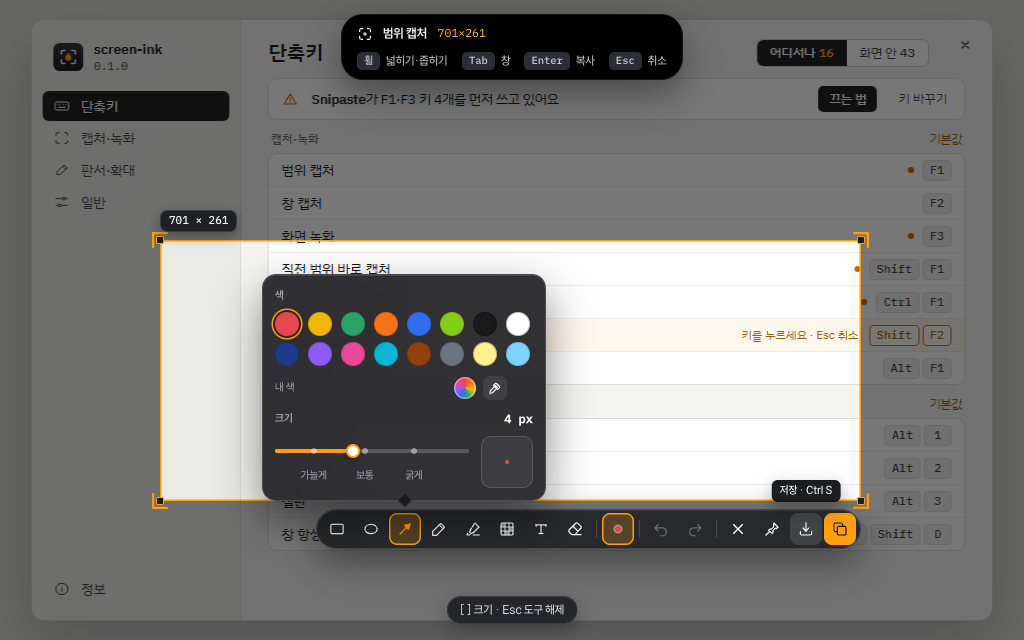 범위 캡처 701×261
휠 넓히기·좁히기 Tab 창 Enter 복사 Esc 취소
screen-ink
0.1.0
단축키
캡처·녹화
판서·확대
일반
정보
단축키
어디서나 16 화면 안 43
Snipaste가 F1·F3 키 4개를 먼저 쓰고 있어요 끄는 법 키 바꾸기
캡처·녹화 기본값
범위 캡처 F1
창 캡처 F2
화면 녹화 F3
701 × 261
직전 범위 바로 캡처 Shift F1
Ctrl F1
키를 누르세요 · Esc 취소 Shift F2
Alt F1
기본값
Alt 1
Alt 2
Alt 3
창 항상 Shift D
색
내 색
크기 4 px
가늘게 보통 굵게
저장 · Ctrl S
T
[ ] 크기 · Esc 도구 해제